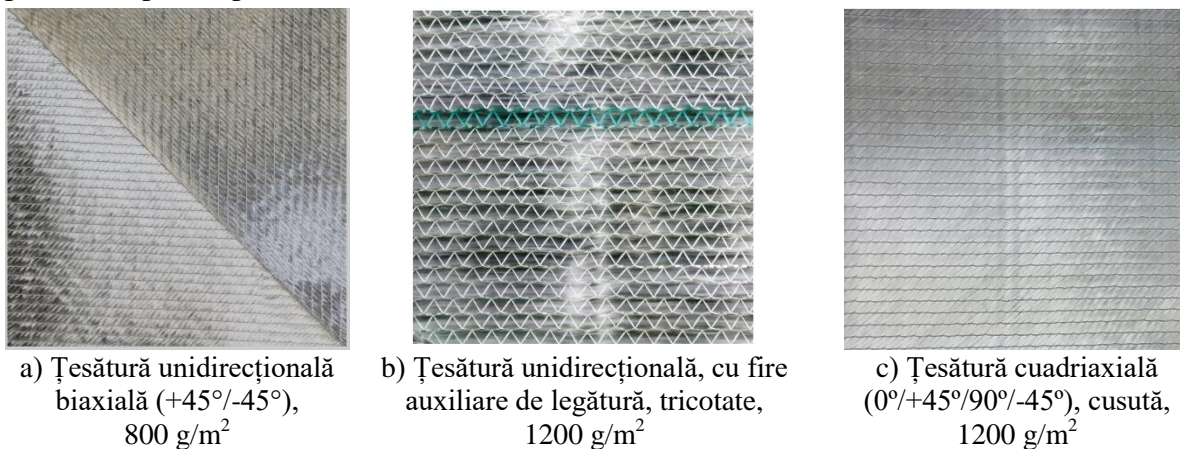 a) Țesătură unidirecțională
biaxială (+45°/-45°),
800 g/m²
b) Țesătură unidirecțională, cu fire
auxiliare de legătură, tricotate,
1200 g/m²
c) Țesătură cuadriaxială
(0º/+45º/90º/-45º), cusută,
1200 g/m²